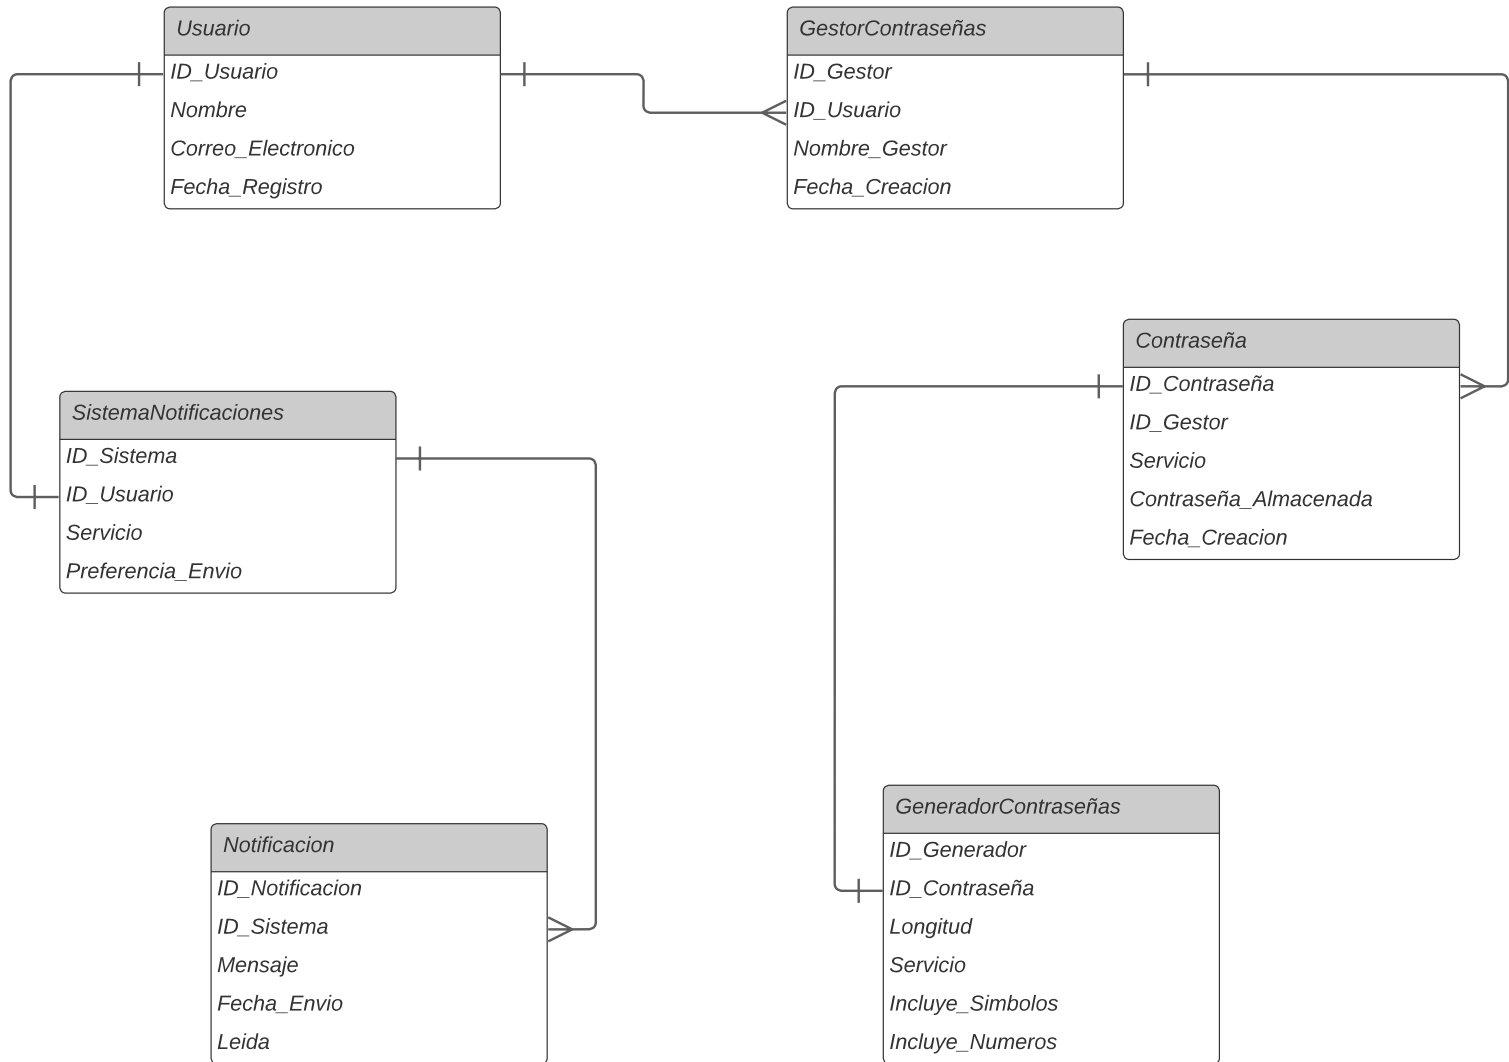 Usuario
ID_Usuario
Nombre
Correo_Electronico
Fecha_Registro
GestorContraseñas
ID_Gestor
ID_Usuario
Nombre_Gestor
Fecha_Creacion
Contraseña
ID_Contraseña
ID_Gestor
Servicio
Contraseña_Almacenada
Fecha_Creacion
SistemaNotificaciones
ID_Sistema
ID_Usuario
Servicio
Preferencia_Envio
Notificacion
ID_Notificacion
ID_Sistema
Mensaje
Fecha_Envio
Leida
GeneradorContraseñas
ID_Generador
ID_Contraseña
Longitud
Servicio
Incluye_Simbolos
Incluye_Numeros